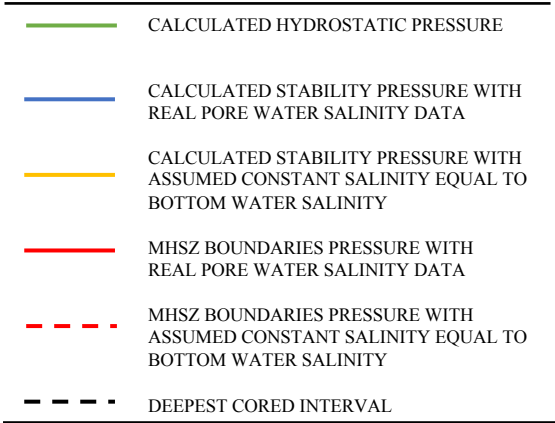 CALCULATED HYDROSTATIC PRESSURE
CALCULATED STABILITY PRESSURE WITH
REAL PORE WATER SALINITY DATA
CALCULATED STABILITY PRESSURE WITH
ASSUMED CONSTANT SALINITY EQUAL TO
BOTTOM WATER SALINITY
MHSZ BOUNDARIES PRESSURE WITH
REAL PORE WATER SALINITY DATA
MHSZ BOUNDARIES PRESSURE WITH
ASSUMED CONSTANT SALINITY EQUAL TO
BOTTOM WATER SALINITY
DEEPEST CORED INTERVAL